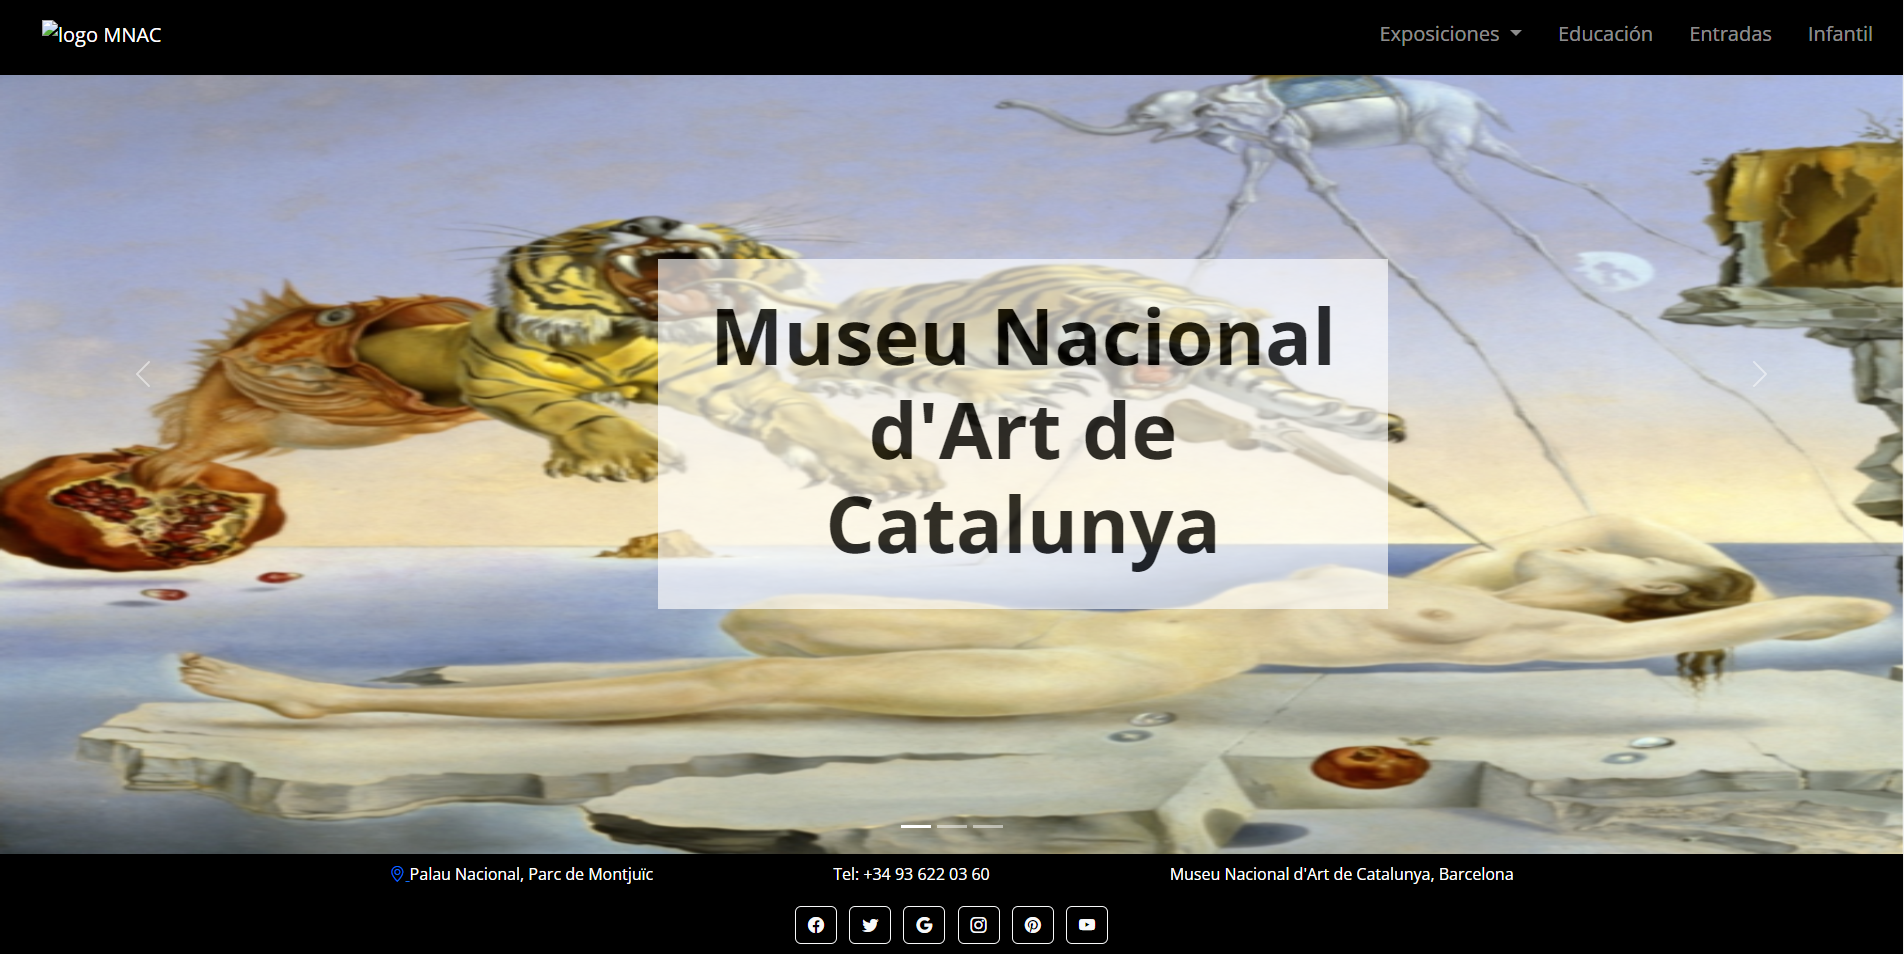 logo MNAC
Exposiciones
Educación
Entradas
Infantil
Museu Nacional
d'Art de
Catalunya
Palau Nacional, Parc de Montjuïc
Tel: +34 93 622 03 60
Museu Nacional d'Art de Catalunya, Barcelona